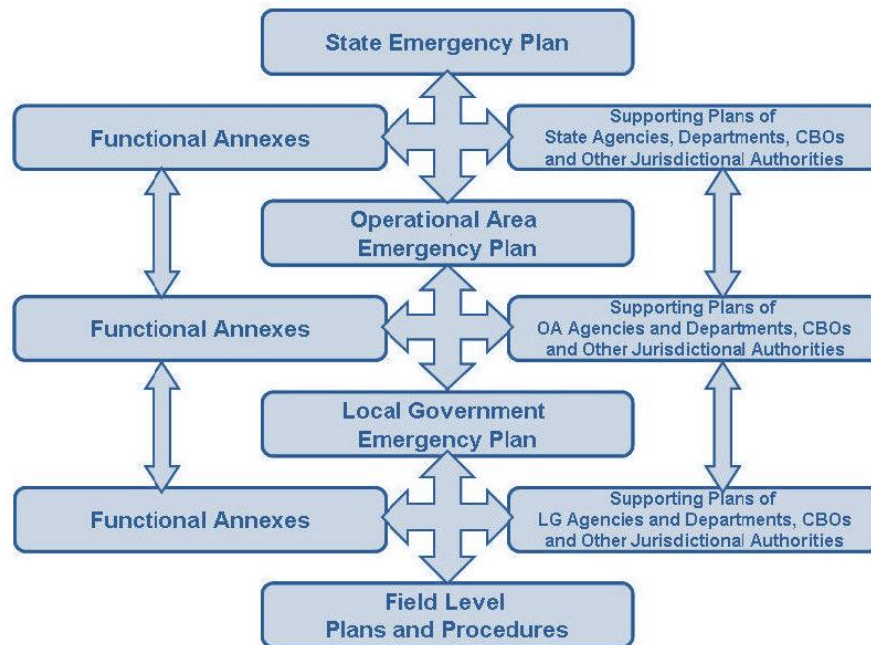 State Emergency Plan
Functional Annexes
Supporting Plans of
State Agencies, Departments, CBOs
and Other Jurisdictional Authorities
Operational Area
Emergency Plan
Functional Annexes
Supporting Plans of
OA Agencies and Departments, CBOs
and Other Jurisdictional Authorities
Local Government
Emergency Plan
Functional Annexes
Supporting Plans of
LG Agencies and Departments, CBOs
and Other Jurisdictional Authorities
Field Level
Plans and Procedures